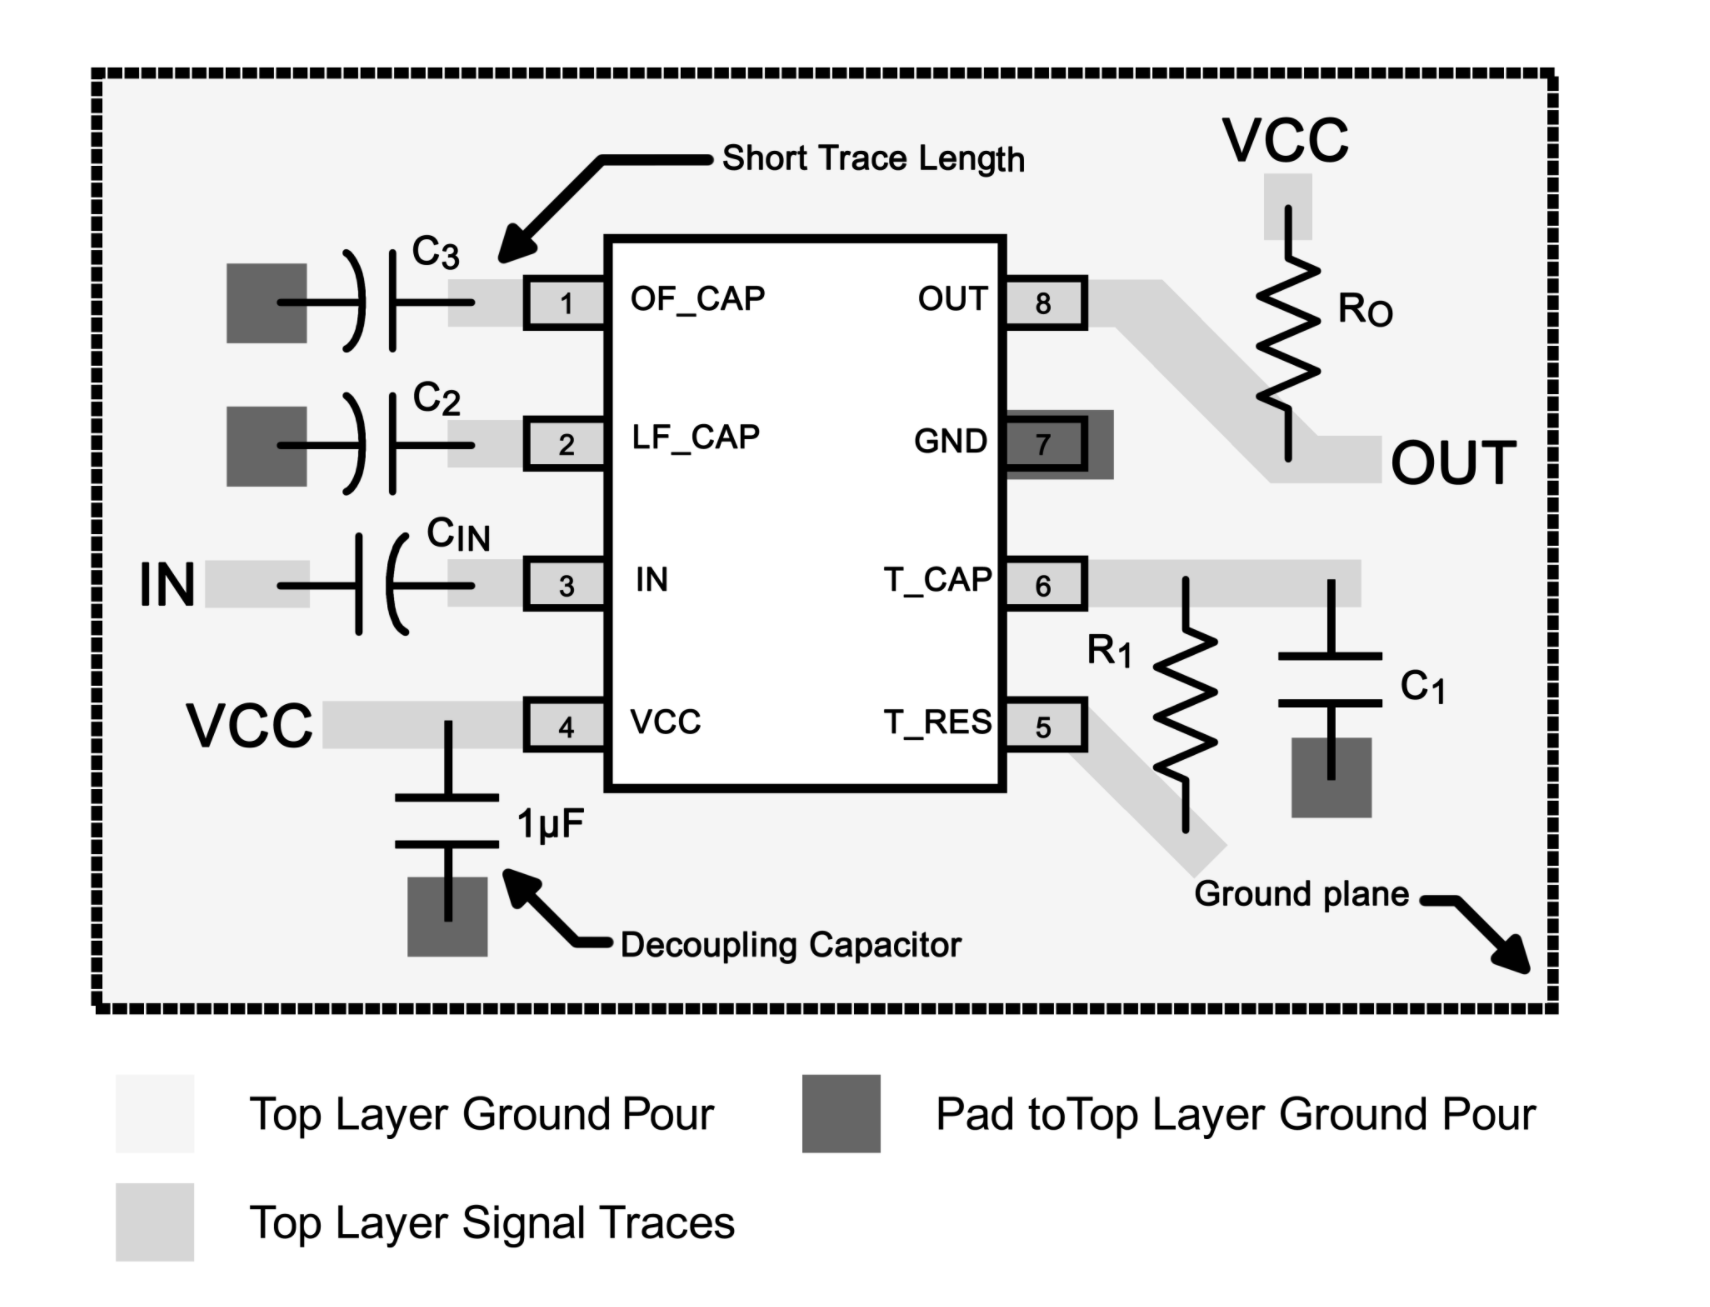 VCC
Short Trace Length
C3
1 OF_CAP OUT 8
RO
C2
2 LF_CAP GND 7
OUT
CIN
IN 3 IN T_CAP 6
R1
C1
VCC 4 VCC T_RES 5
1µF
Ground plane
Decoupling Capacitor
Top Layer Ground Pour
Pad toTop Layer Ground Pour
Top Layer Signal Traces